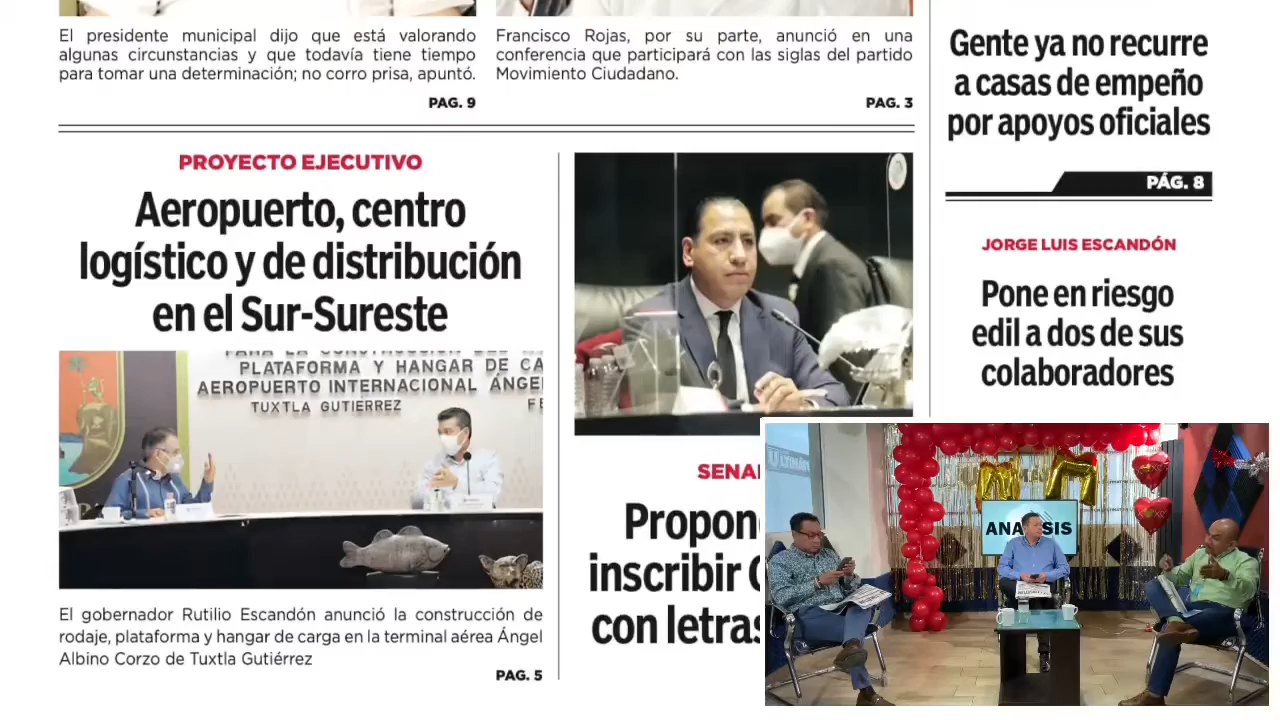 El presidente municipal dijo que está valorando
algunas circunstancias y que todavía tiene tiempo
para tomar una determinación; no corro prisa, apuntó.
PAG. 9
Francisco Rojas, por su parte, anunció en una
conferencia que participará con las siglas del partido
Movimiento Ciudadano.
PAG. 3
PROYECTO EJECUTIVO
Aeropuerto, centro
logístico y de distribución
en el Sur-Sureste
PLATAFORMA Y HANGAR DE CA
AEROPUERTO INTERNACIONAL ÁNGE
TUXTLA GUTIERREZ
FE
El gobernador Rutilio Escandón anunció la construcción de
rodaje, plataforma y hangar de carga en la terminal aérea Ángel
Albino Corzo de Tuxtla Gutiérrez
PAG. 5
SENA
Propon
inscribir
con letras
Gente ya no recurre
a casas de empeño
por apoyos oficiales
PÁG. 8
JORGE LUIS ESCANDÓN
Pone en riesgo
edil a dos de sus
colaboradores